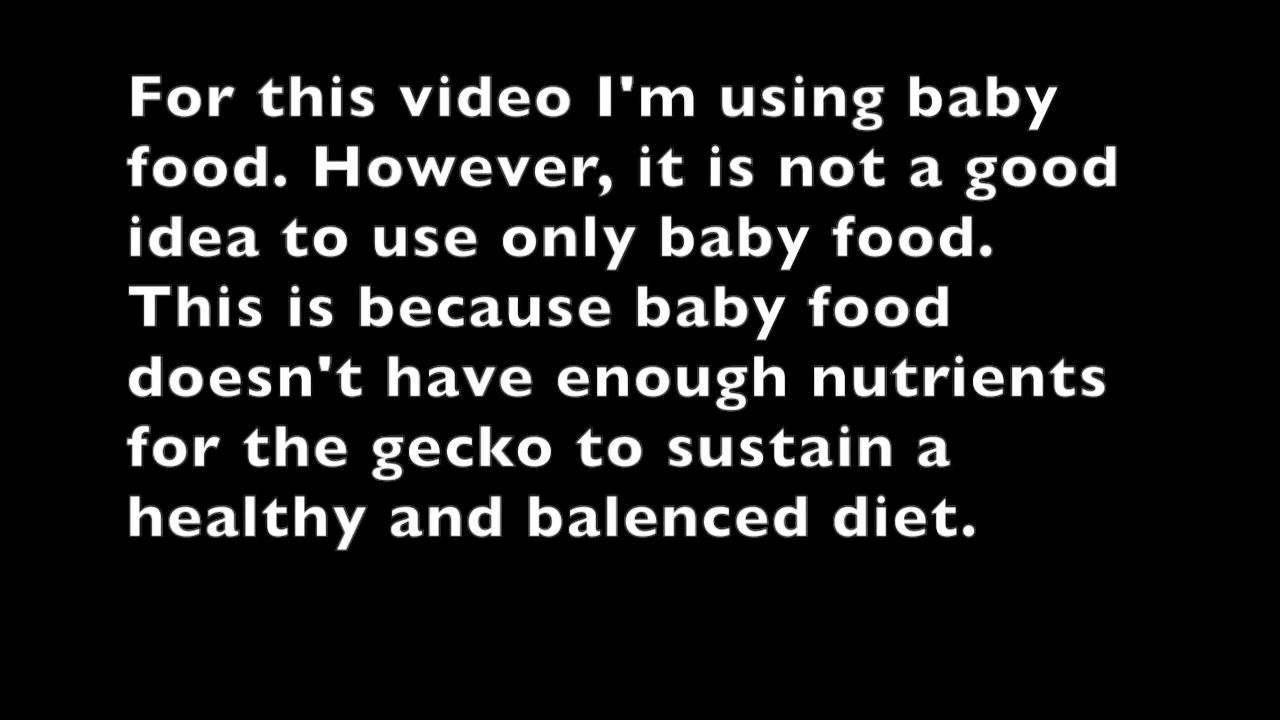 For this video I'm using baby
food. However, it is not a good
idea to use only baby food.
This is because baby food
doesn't have enough nutrients
for the gecko to sustain a
healthy and balenced diet.